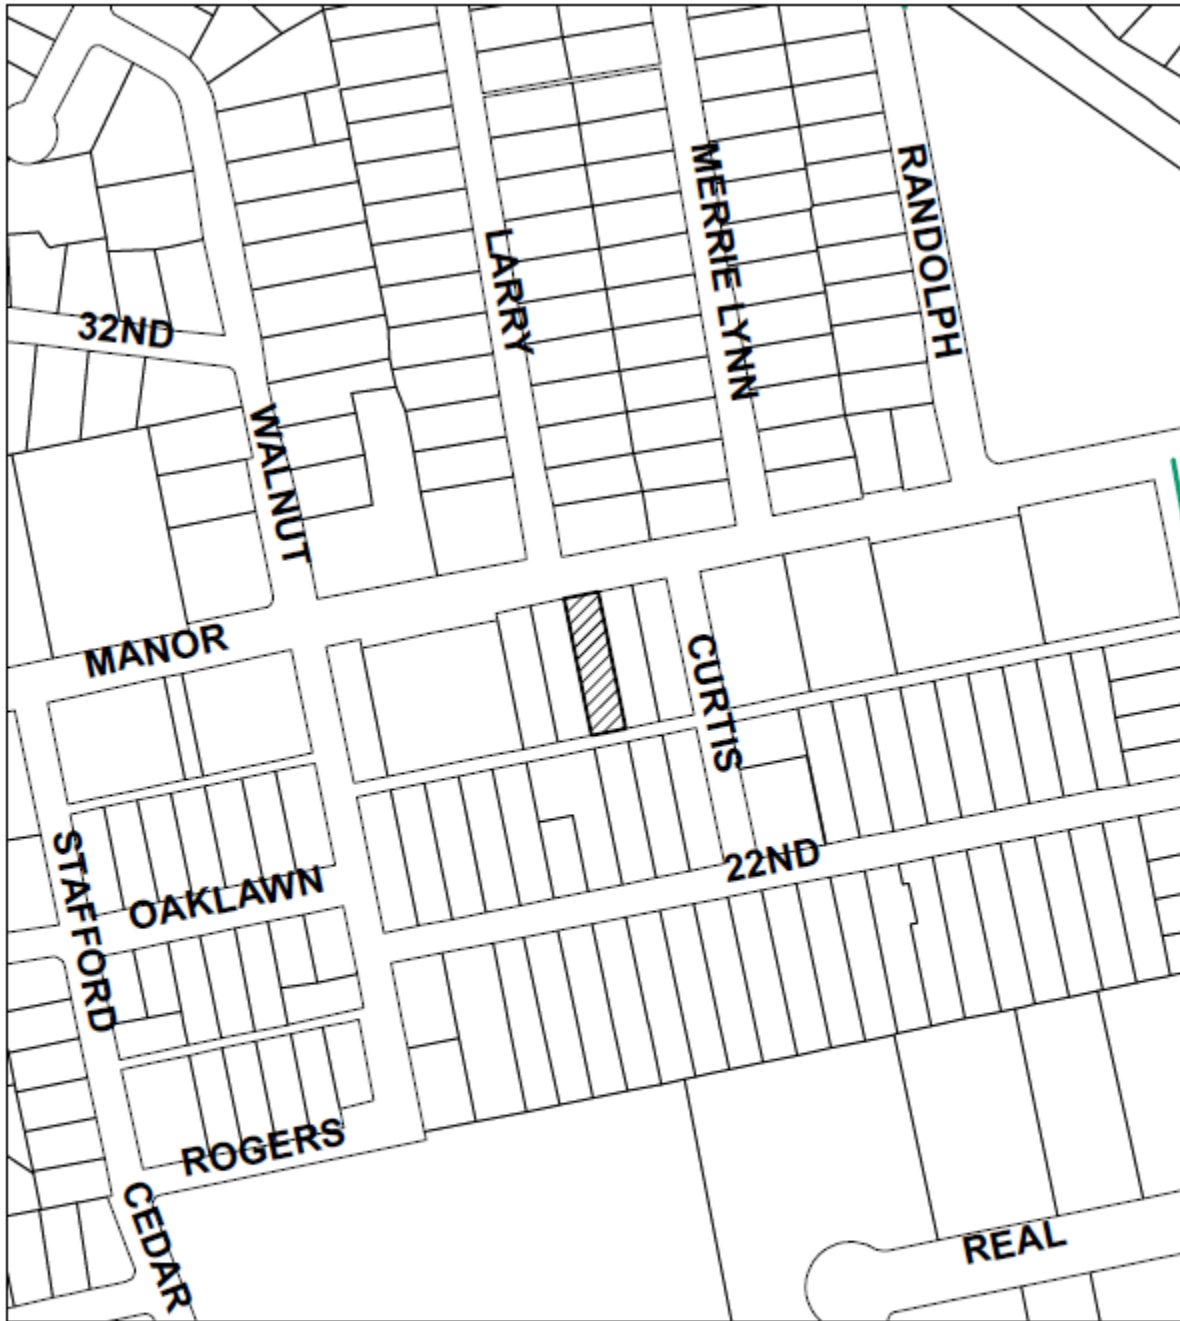 RANDOLPH
MERRIE LYNN
LARRY
32ND
WALNUT
MANOR
CURTIS
STAFFORD
22ND
OAKLAWN
ROGERS
CEDAR
REAL